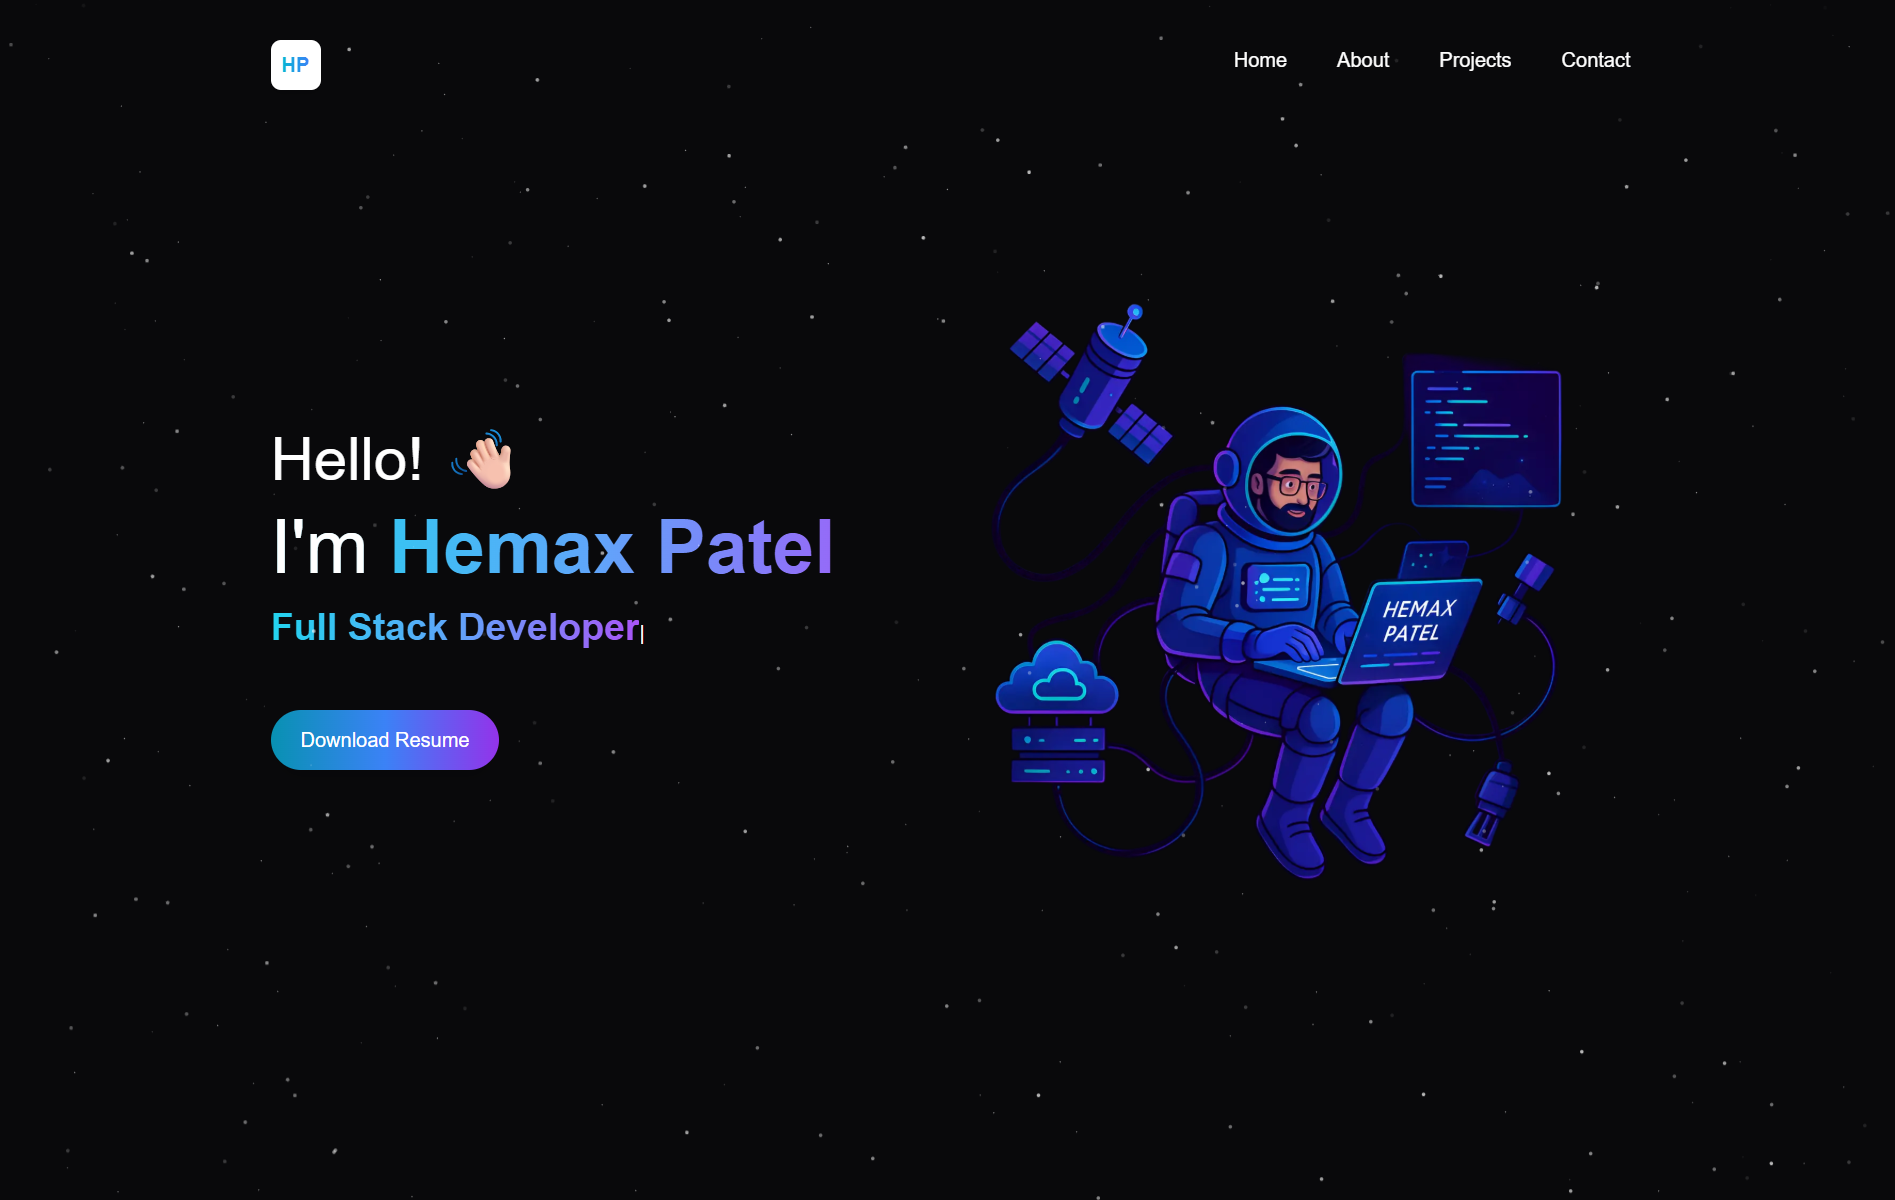 HP
Home
About
Projects
Contact
Hello! 👋🏻
I'm Hemax Patel
Full Stack Developer|
Download Resume
HEMAX
PATEL